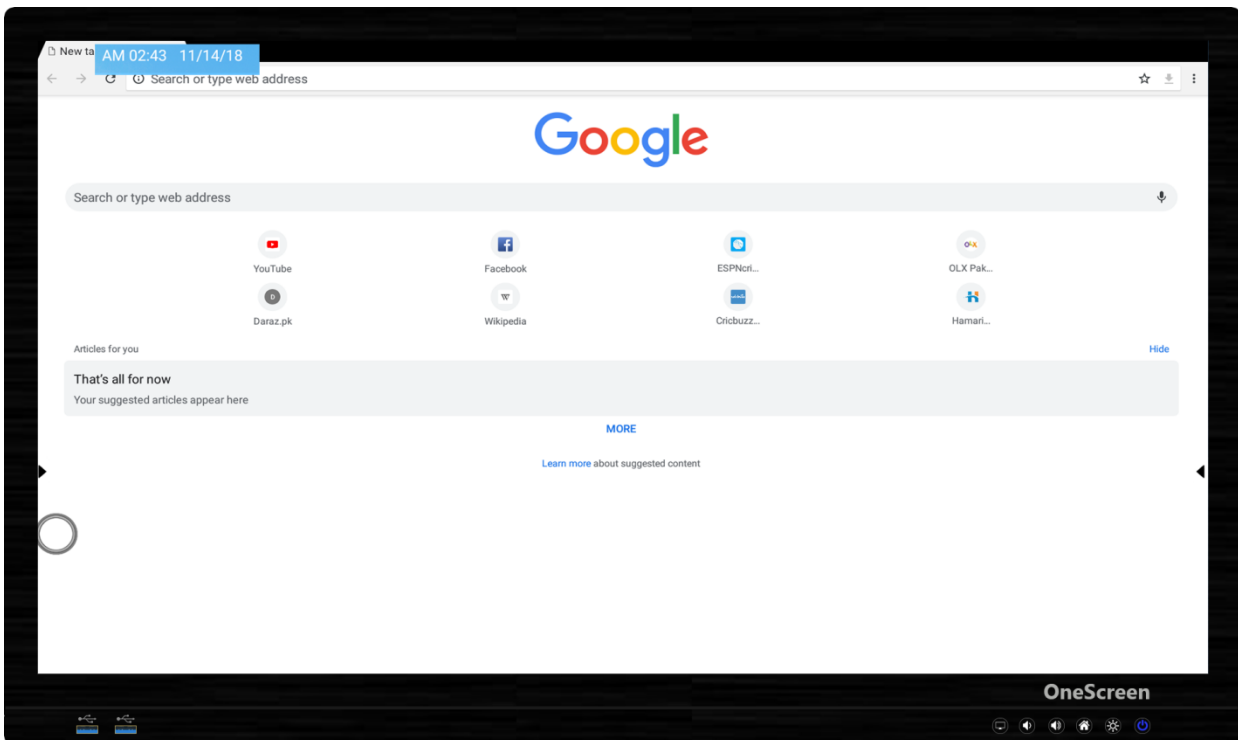 New ta
AM 02:43 11/14/18
Search or type web address
Google
Search or type web address
YouTube
Facebook
ESPNcri...
OLX Pak...
Daraz.pk
Wikipedia
Cricbuzz...
Hamari...
Articles for you
Hide
That's all for now
Your suggested articles appear here
MORE
Learn more about suggested content
OneScreen